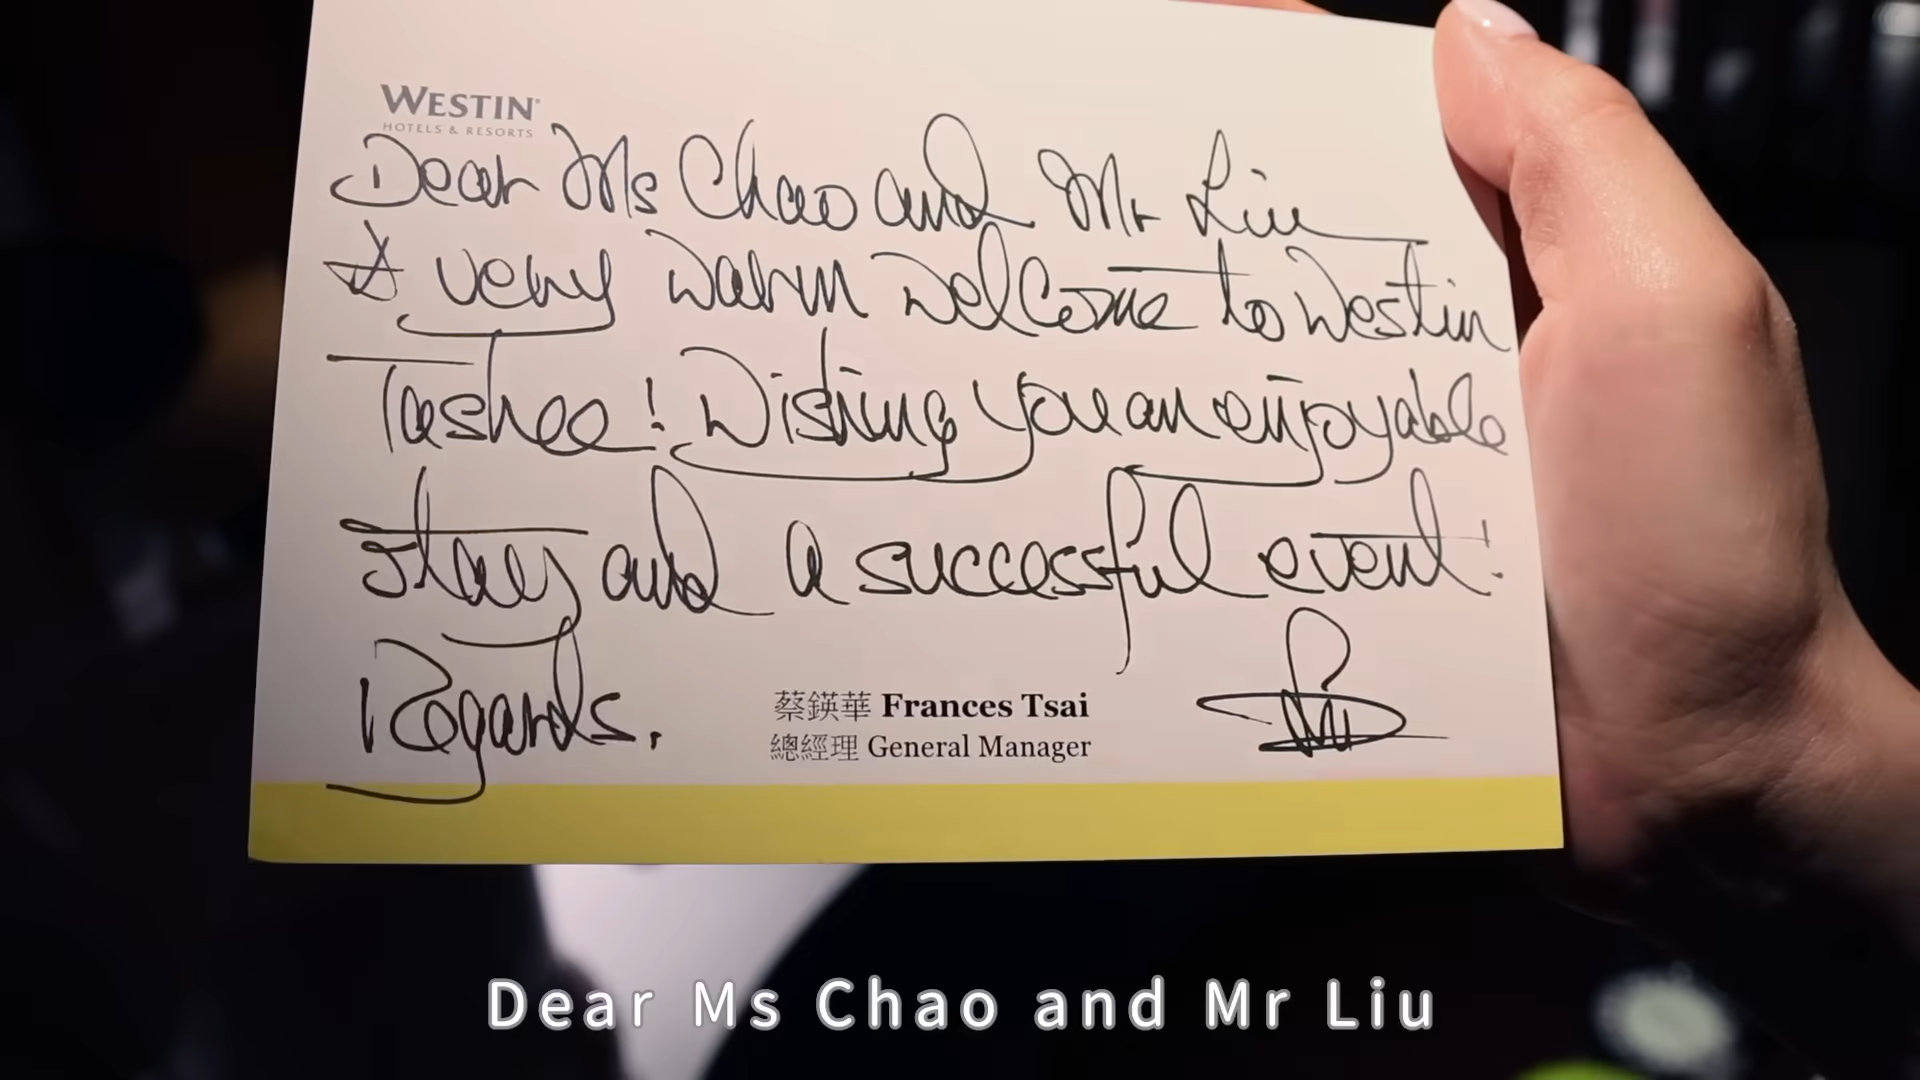 WESTIN
HOTELS & RESORTS
Dear Ms Chao and Mr Liu
A very warm welcome to Westin
Tashee! Wishing you an enjoyable
stay and a successful event!
Regards.
蔡鍈華 Frances Tsai
總經理 General Manager
Dear Ms Chao and Mr Liu